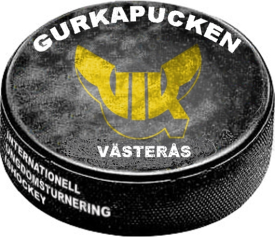 GURKAPUCKEN
VIK
VÄSTERÅS
INTERNATIONELL
UNGDOMSTURNERING
ISHOCKEY